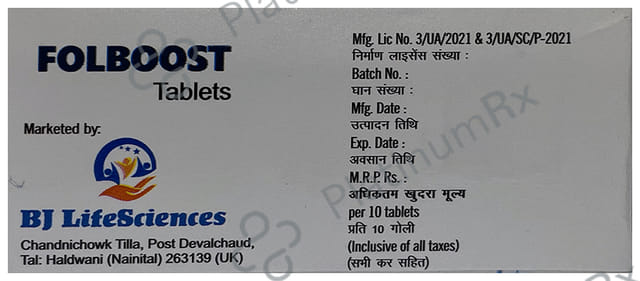 FOLBOOST
Tablets
Marketed by:
BJ LifeSciences
Chandnichowk Tilla, Post Devalchaud,
Tal: Haldwani (Nainital) 263139 (UK)
Mfg. Lic No. 3/UA/2021 & 3/UA/SC/P-2021
निर्माण लाइसेंस संख्या :
Batch No. :
घान संख्या :
Mfg. Date :
उत्पादन तिथि
Exp. Date :
अवसान तिथि
M.R.P. Rs. :
अधिकतम खुदरा मूल्य
per 10 tablets
प्रति 10 गोली
(Inclusive of all taxes)
(सभी कर सहित)
PlatinumRx